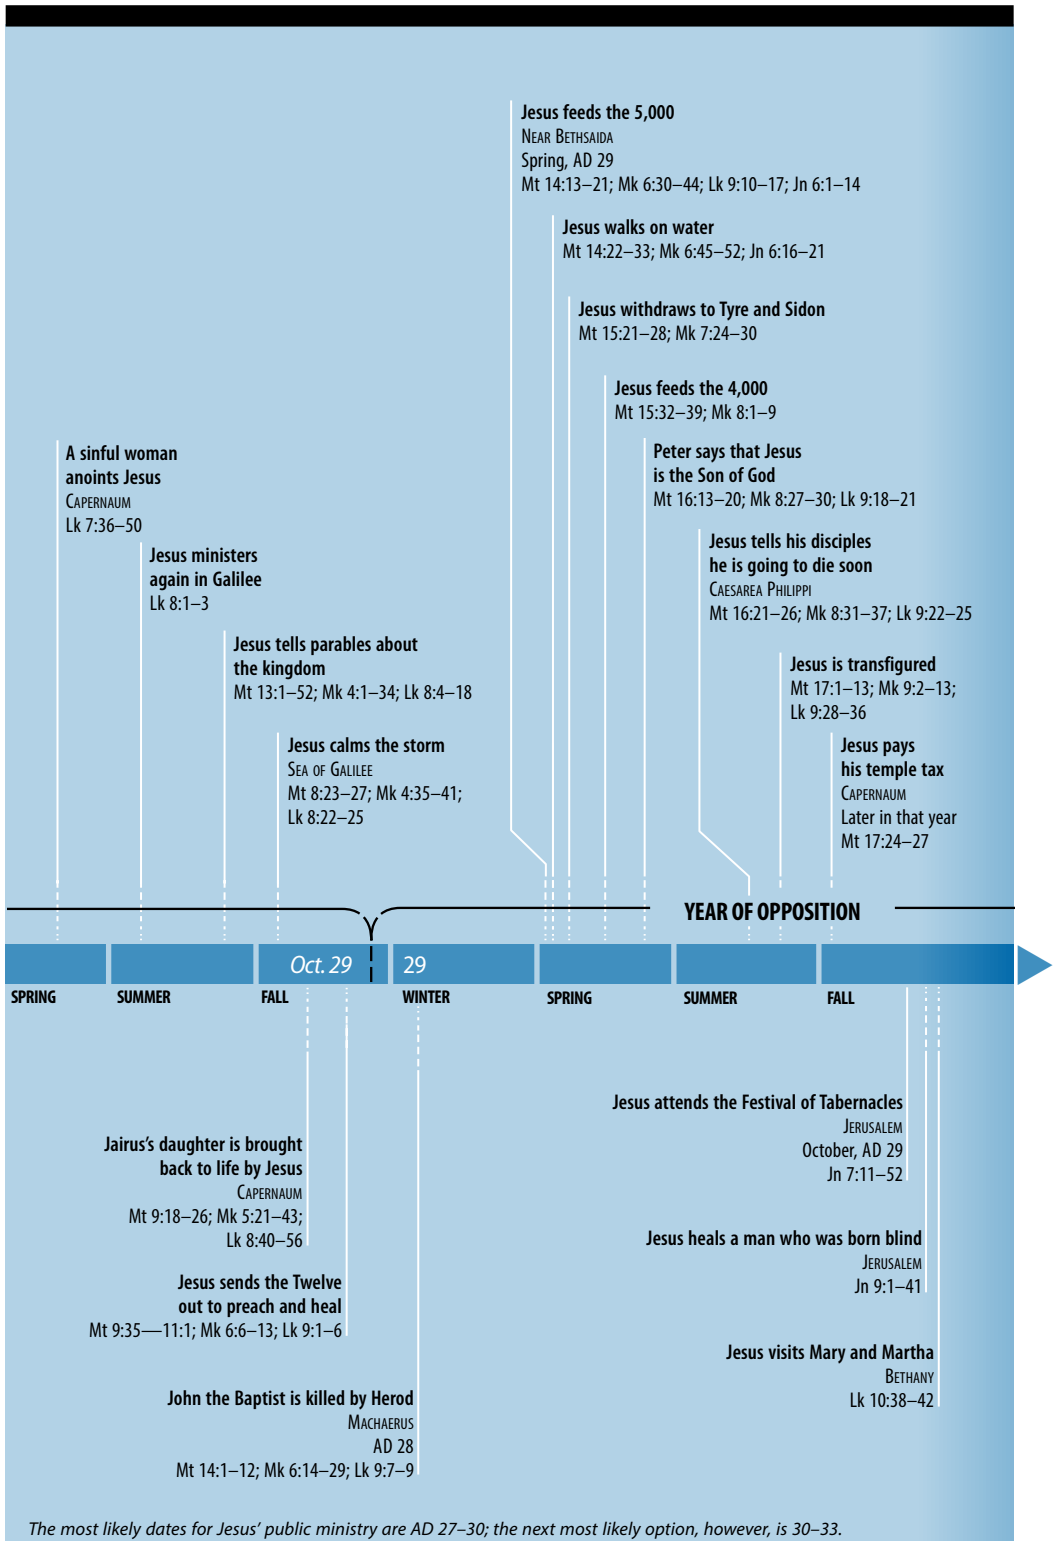 Jesus feeds the 5,000
Near Bethsaida
Spring, AD 29
Mt 14:13–21; Mk 6:30–44; Lk 9:10–17; Jn 6:1–14
Jesus walks on water
Mt 14:22–33; Mk 6:45–52; Jn 6:16–21
Jesus withdraws to Tyre and Sidon
Mt 15:21–28; Mk 7:24–30
Jesus feeds the 4,000
Mt 15:32–39; Mk 8:1–9
A sinful woman
anoints Jesus
Capernaum
Lk 7:36–50
Peter says that Jesus
is the Son of God
Mt 16:13–20; Mk 8:27–30; Lk 9:18–21
Jesus ministers
again in Galilee
Lk 8:1–3
Jesus tells his disciples
he is going to die soon
Caesarea Philippi
Mt 16:21–26; Mk 8:31–37; Lk 9:22–25
Jesus tells parables about
the kingdom
Mt 13:1–52; Mk 4:1–34; Lk 8:4–18
Jesus is transfigured
Mt 17:1–13; Mk 9:2–13;
Lk 9:28–36
Jesus calms the storm
Sea of Galilee
Mt 8:23–27; Mk 4:35–41;
Lk 8:22–25
Jesus pays
his temple tax
Capernaum
Later in that year
Mt 17:24–27
YEAR OF OPPOSITION
Oct. 29
29
SPRING
SUMMER
FALL
WINTER
SPRING
SUMMER
FALL
Jesus attends the Festival of Tabernacles
Jerusalem
October, AD 29
Jn 7:11–52
Jairus's daughter is brought
back to life by Jesus
Capernaum
Mt 9:18–26; Mk 5:21–43;
Lk 8:40–56
Jesus heals a man who was born blind
Jerusalem
Jn 9:1–41
Jesus sends the Twelve
out to preach and heal
Mt 9:35—11:1; Mk 6:6–13; Lk 9:1–6
Jesus visits Mary and Martha
Bethany
Lk 10:38–42
John the Baptist is killed by Herod
Machaerus
AD 28
Mt 14:1–12; Mk 6:14–29; Lk 9:7–9
The most likely dates for Jesus' public ministry are AD 27–30; the next most likely option, however, is 30–33.